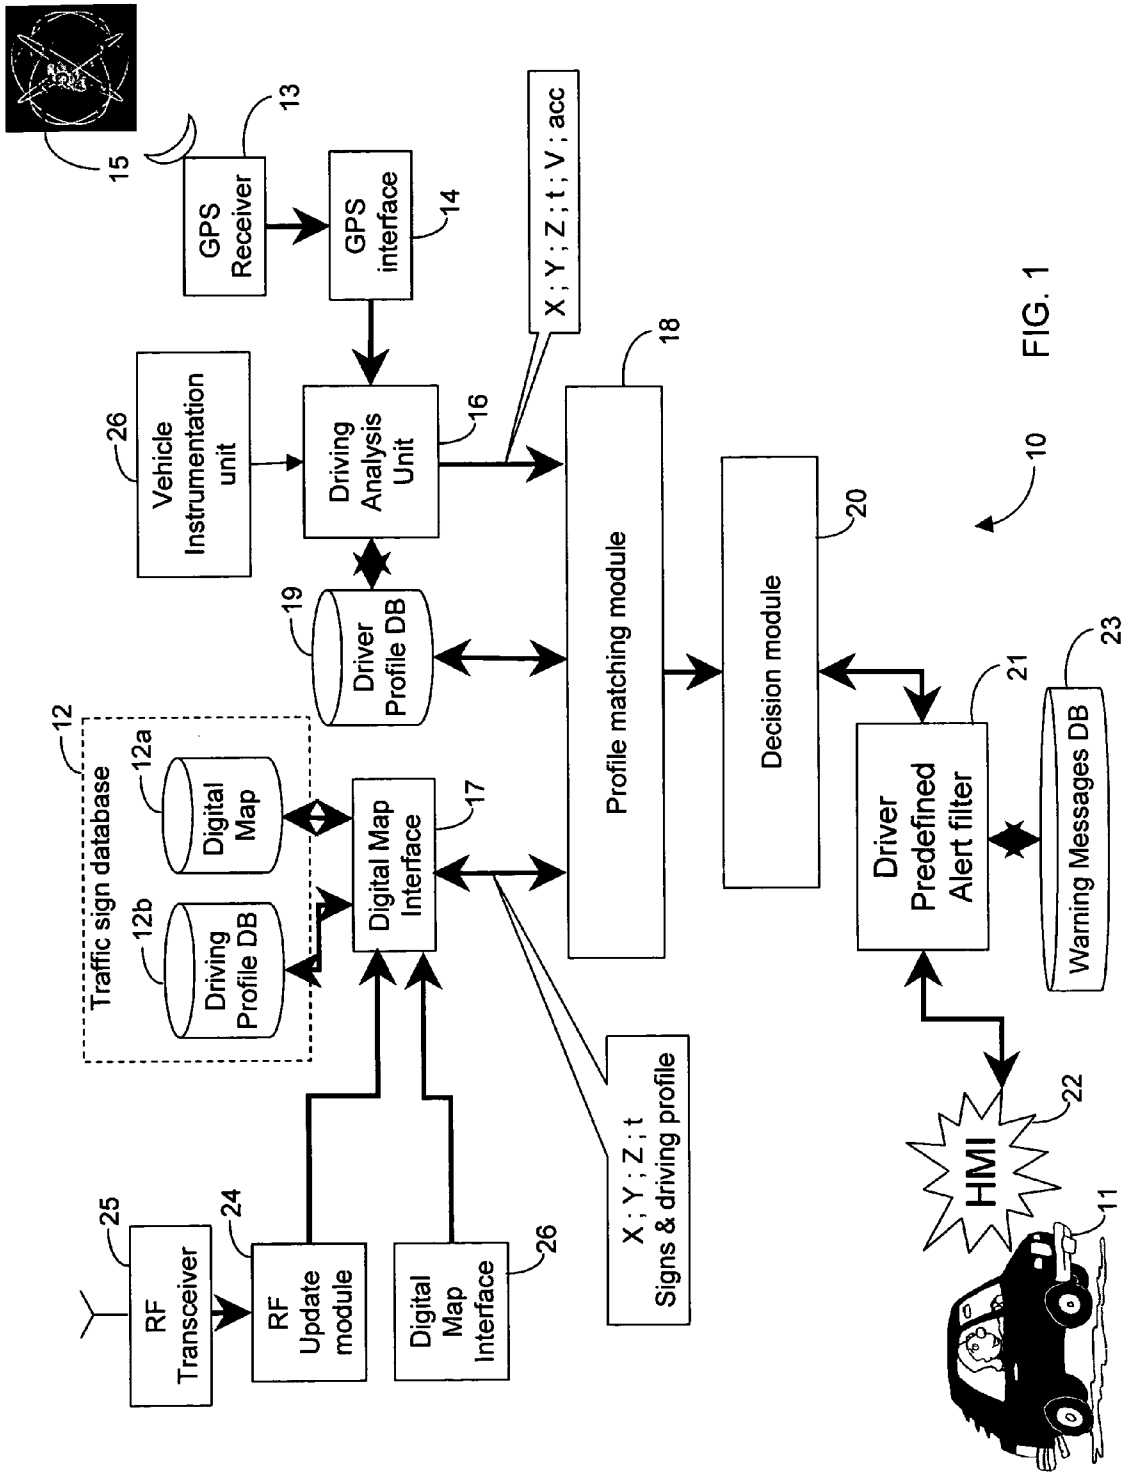 25
RF
Transceiver
24
RF
Update
module
Digital
Map
Interface
26
12
Traffic sign database
12b
Driving
Profile DB
12a
Digital
Map
Digital Map
Interface
17
X ; Y ; Z ; t
Signs & driving profile
19
Driver
Profile DB
26
Vehicle
Instrumentation
unit
Driving
Analysis
Unit
16
15
GPS
Receiver
13
GPS
interface
14
X ; Y ; Z ; t ; V ; acc
Profile matching module
18
Decision module
20
Driver
Predefined
Alert filter
21
Warning Messages DB
23
HMI
22
11
10
FIG. 1